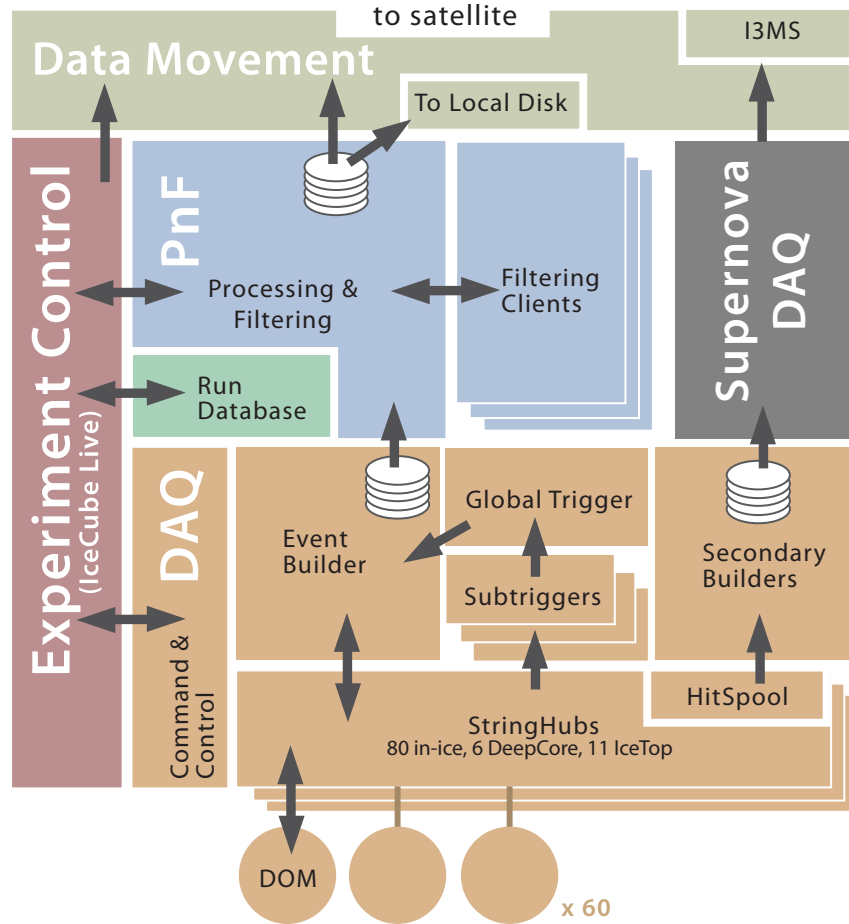 to satellite
I3MS
Data Movement
To Local Disk
Experiment Control
(IceCube Live)
PnF
Processing &
Filtering
Filtering
Clients
Supernova
DAQ
Run
Database
DAQ
Command &
Control
Event
Builder
Global Trigger
Subtriggers
Secondary
Builders
HitSpool
StringHubs
80 in-ice, 6 DeepCore, 11 IceTop
DOM
x 60